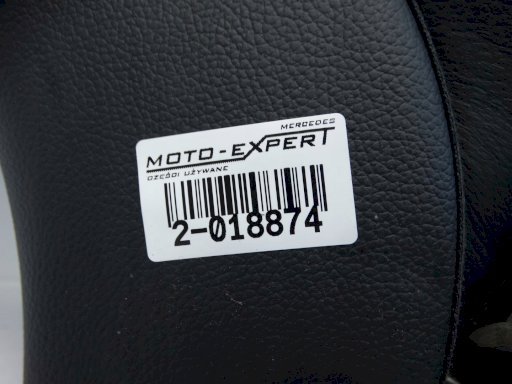 MERCEDES
MOTO-EXPERT
CZĘŚCI UŻYWANE
2-018874